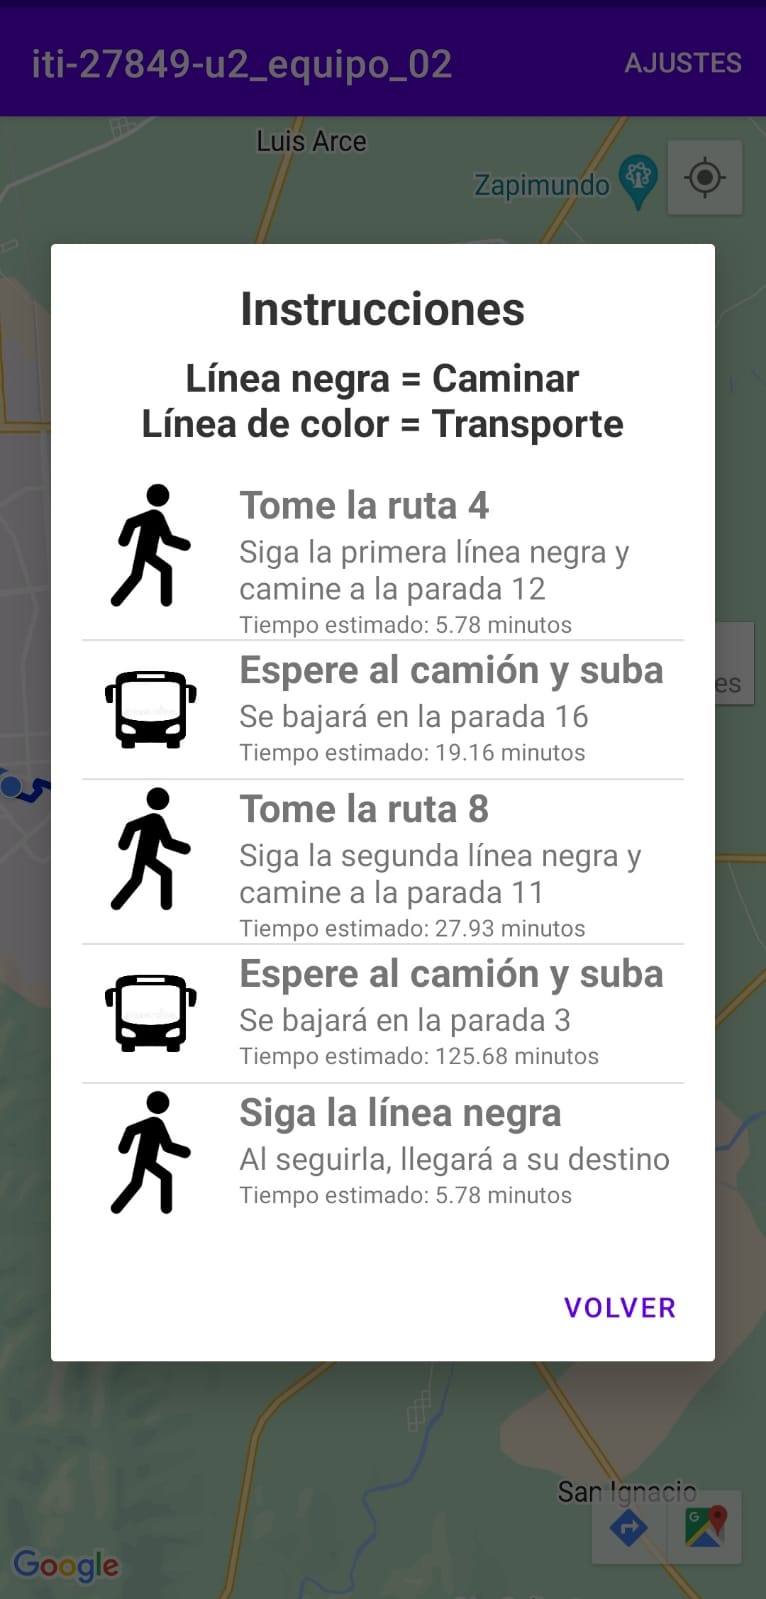 iti-27849-u2_equipo_02
AJUSTES
Luis Arce
Zapimundo
Instrucciones
Línea negra = Caminar
Línea de color = Transporte
Tome la ruta 4
Siga la primera línea negra y
camine a la parada 12
Tiempo estimado: 5.78 minutos
Espere al camión y suba
Se bajará en la parada 16
Tiempo estimado: 19.16 minutos
es
Tome la ruta 8
Siga la segunda línea negra y
camine a la parada 11
Tiempo estimado: 27.93 minutos
Espere al camión y suba
Se bajará en la parada 3
Tiempo estimado: 125.68 minutos
Siga la línea negra
Al seguirla, llegará a su destino
Tiempo estimado: 5.78 minutos
VOLVER
San Ignacio
Google